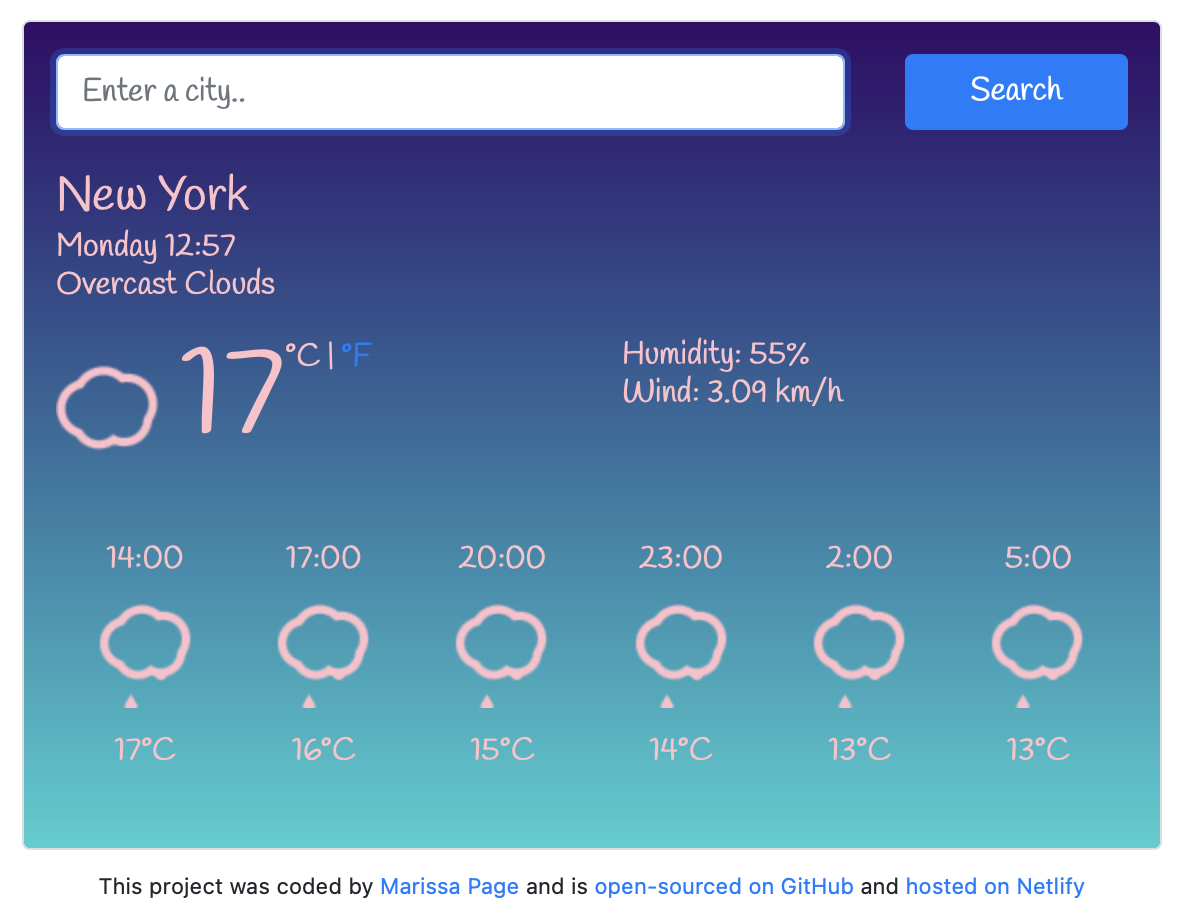 Enter a city..
Search
New York
Monday 12:57
Overcast Clouds
17 °C | °F
Humidity: 55%
Wind: 3.09 km/h
14:00 17:00 20:00 23:00 2:00 5:00
17°C 16°C 15°C 14°C 13°C 13°C
This project was coded by Marissa Page and is open-sourced on GitHub and hosted on Netlify